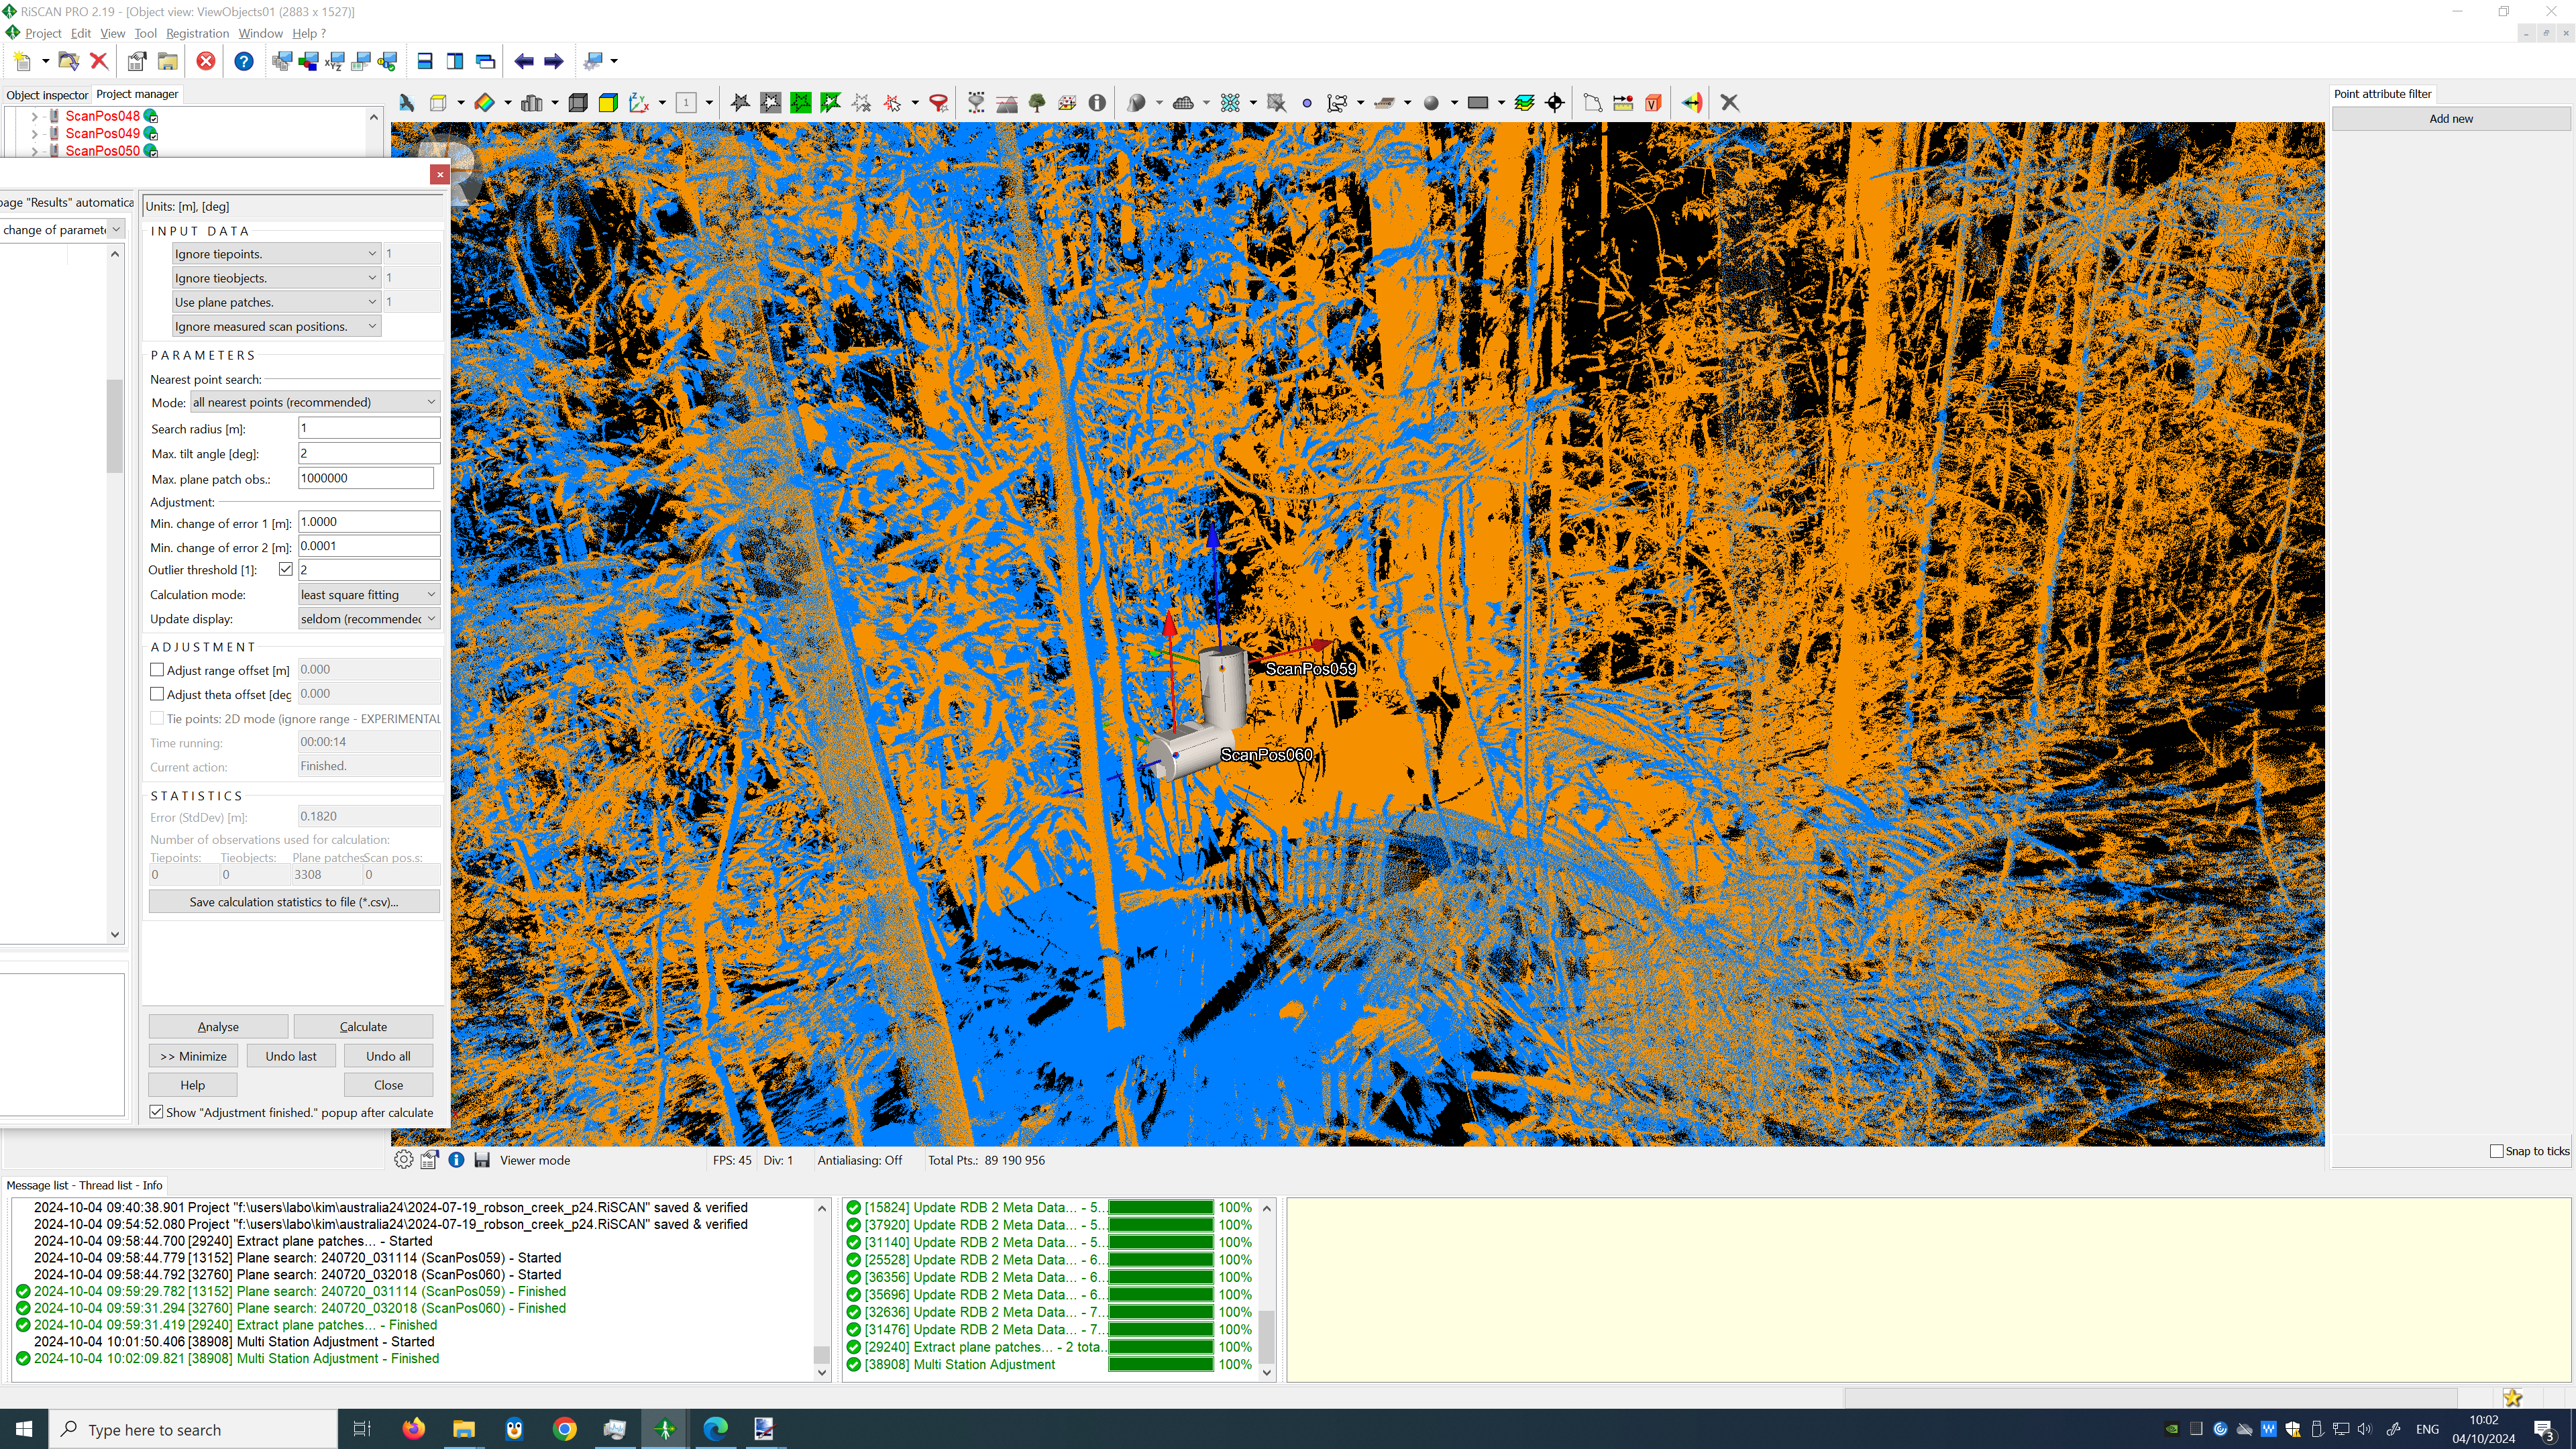 RiSCAN PRO 2.19 - [Object view: ViewObjects01 (2883 x 1527)]
Project Edit View Tool Registration Window Help ?
Object inspector Project manager
ScanPos048
ScanPos049
ScanPos050
page "Results" automatica
change of paramete
Units: [m], [deg]
INPUT DATA
Ignore tiepoints. 1
Ignore tieobjects. 1
Use plane patches. 1
Ignore measured scan positions.
PARAMETERS
Nearest point search:
Mode: all nearest points (recommended)
Search radius [m]: 1
Max. tilt angle [deg]: 2
Max. plane patch obs.: 1000000
Adjustment:
Min. change of error 1 [m]: 1.0000
Min. change of error 2 [m]: 0.0001
Outlier threshold [1]: 2
Calculation mode: least square fitting
Update display: seldom (recommended
ADJUSTMENT
Adjust range offset [m] 0.000
Adjust theta offset [deg 0.000
Tie points: 2D mode (ignore range - EXPERIMENTAL
Time running: 00:00:14
Current action: Finished.
STATISTICS
Error (StdDev) [m]: 0.1820
Number of observations used for calculation:
Tiepoints: Tieobjects: Plane patches Scan pos.s:
0 0 3308 0
Save calculation statistics to file (*.csv)...
Analyse Calculate
>> Minimize Undo last Undo all
Help Close
Show "Adjustment finished." popup after calculate
1
XYZ
ScanPos059
ScanPos060
Point attribute filter
Add new
Snap to ticks
Viewer mode FPS: 45 Div: 1 Antialiasing: Off Total Pts.: 89 190 956
Message list - Thread list - Info
2024-10-04 09:40:38.901 Project "f:\users\labo\kim\australia24\2024-07-19_robson_creek_p24.RiSCAN" saved & verified
2024-10-04 09:54:52.080 Project "f:\users\labo\kim\australia24\2024-07-19_robson_creek_p24.RiSCAN" saved & verified
2024-10-04 09:58:44.700 [29240] Extract plane patches... - Started
2024-10-04 09:58:44.779 [13152] Plane search: 240720_031114 (ScanPos059) - Started
2024-10-04 09:58:44.792 [32760] Plane search: 240720_032018 (ScanPos060) - Started
2024-10-04 09:59:29.782 [13152] Plane search: 240720_031114 (ScanPos059) - Finished
2024-10-04 09:59:31.294 [32760] Plane search: 240720_032018 (ScanPos060) - Finished
2024-10-04 09:59:31.419 [29240] Extract plane patches... - Finished
2024-10-04 10:01:50.406 [38908] Multi Station Adjustment - Started
2024-10-04 10:02:09.821 [38908] Multi Station Adjustment - Finished
[15824] Update RDB 2 Meta Data... - 5... 100%
[37920] Update RDB 2 Meta Data... - 5... 100%
[31140] Update RDB 2 Meta Data... - 5... 100%
[25528] Update RDB 2 Meta Data... - 6... 100%
[36356] Update RDB 2 Meta Data... - 6... 100%
[35696] Update RDB 2 Meta Data... - 6... 100%
[32636] Update RDB 2 Meta Data... - 7... 100%
[31476] Update RDB 2 Meta Data... - 7... 100%
[29240] Extract plane patches... - 2 tota... 100%
[38908] Multi Station Adjustment 100%
Type here to search
ENG
10:02
04/10/2024
3